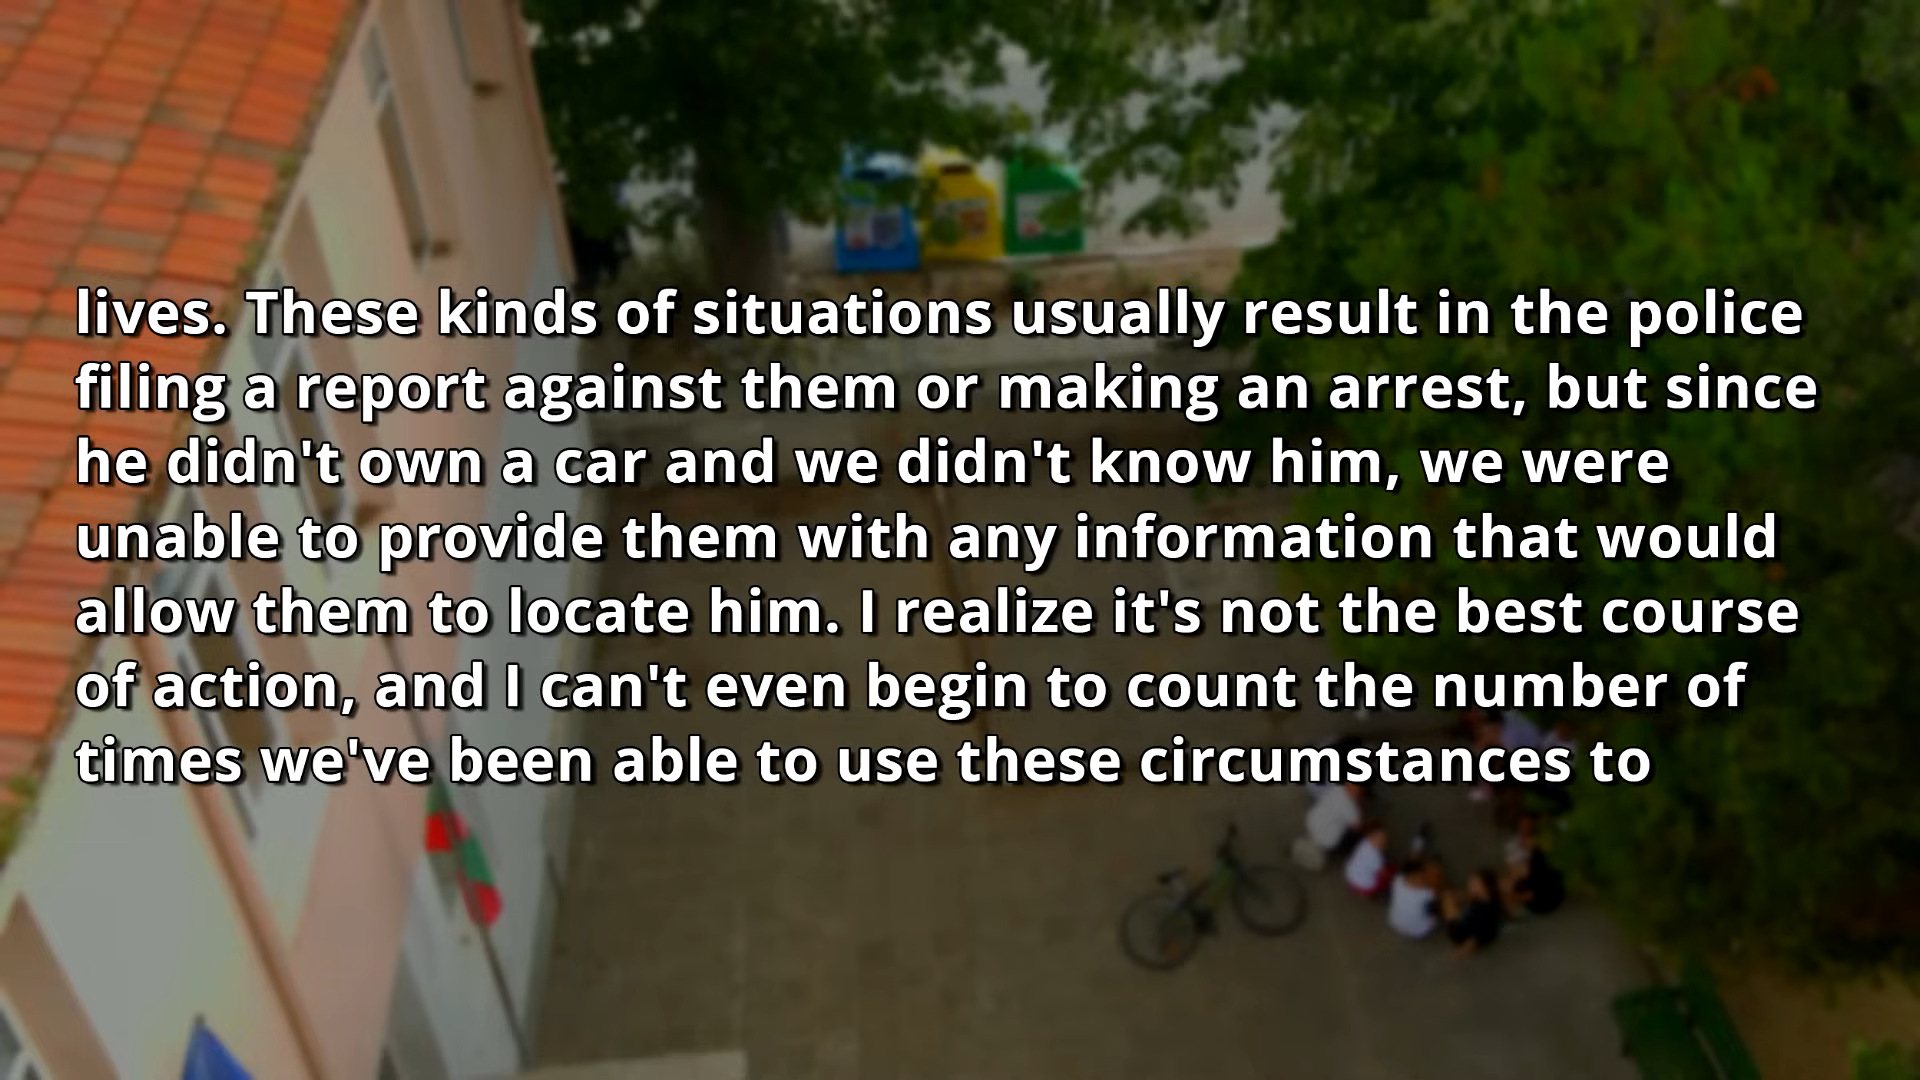 lives. These kinds of situations usually result in the police
filing a report against them or making an arrest, but since
he didn't own a car and we didn't know him, we were
unable to provide them with any information that would
allow them to locate him. I realize it's not the best course
of action, and I can't even begin to count the number of
times we've been able to use these circumstances to